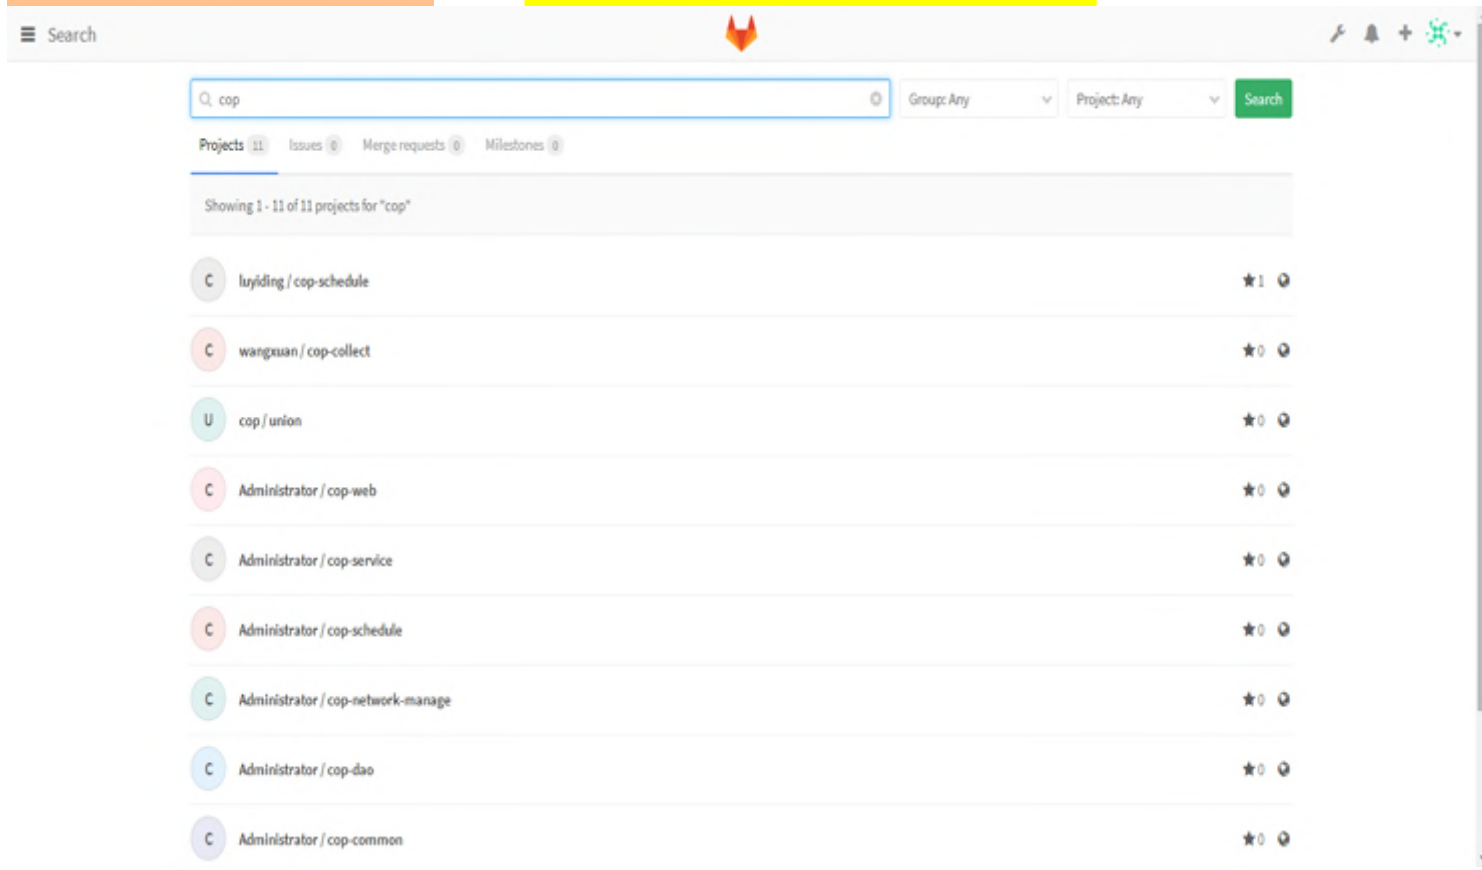 Search
cop
Group: Any
Project: Any
Search
Projects 11 Issues 0 Merge requests 0 Milestones 0
Showing 1 - 11 of 11 projects for "cop"
C luyiding / cop-schedule 1
C wangxuan / cop-collect 0
U cop / union 0
C Administrator / cop-web 0
C Administrator / cop-service 0
C Administrator / cop-schedule 0
C Administrator / cop-network-manage 0
C Administrator / cop-dao 0
C Administrator / cop-common 0